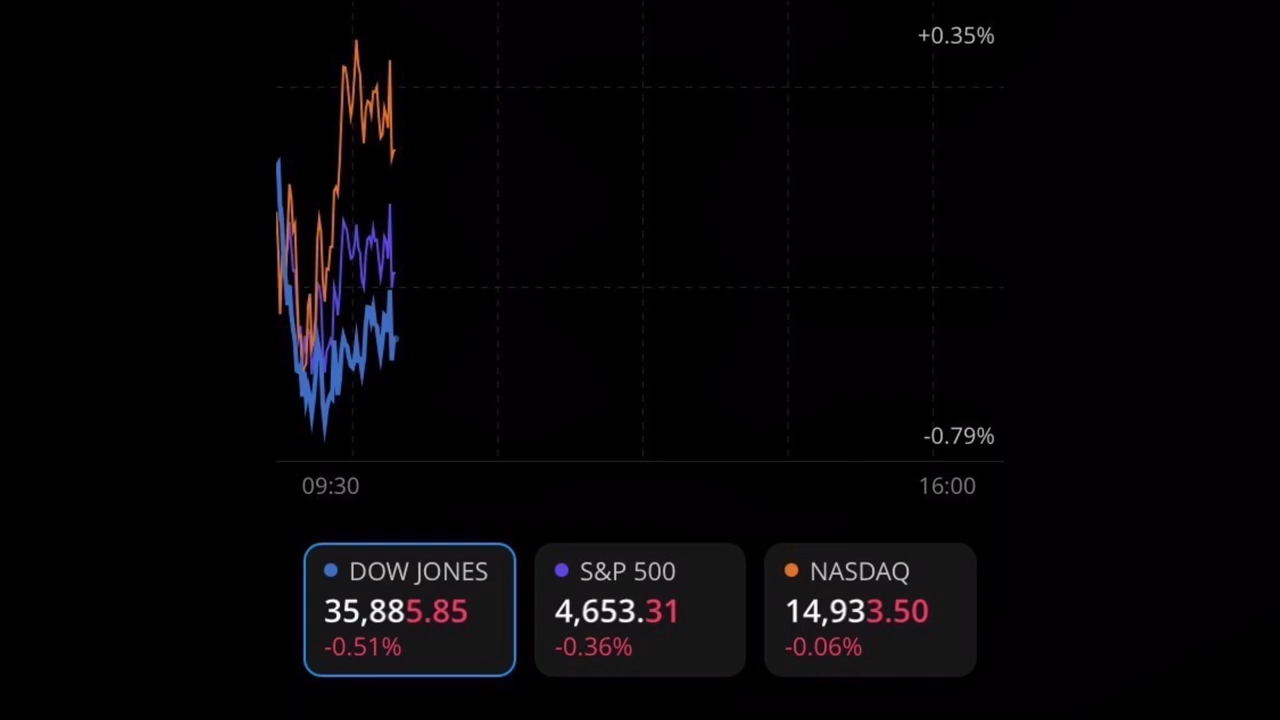 +0.35%
-0.79%
09:30 16:00
DOW JONES S&P 500 NASDAQ
35,885.85 4,653.31 14,933.50
-0.51% -0.36% -0.06%